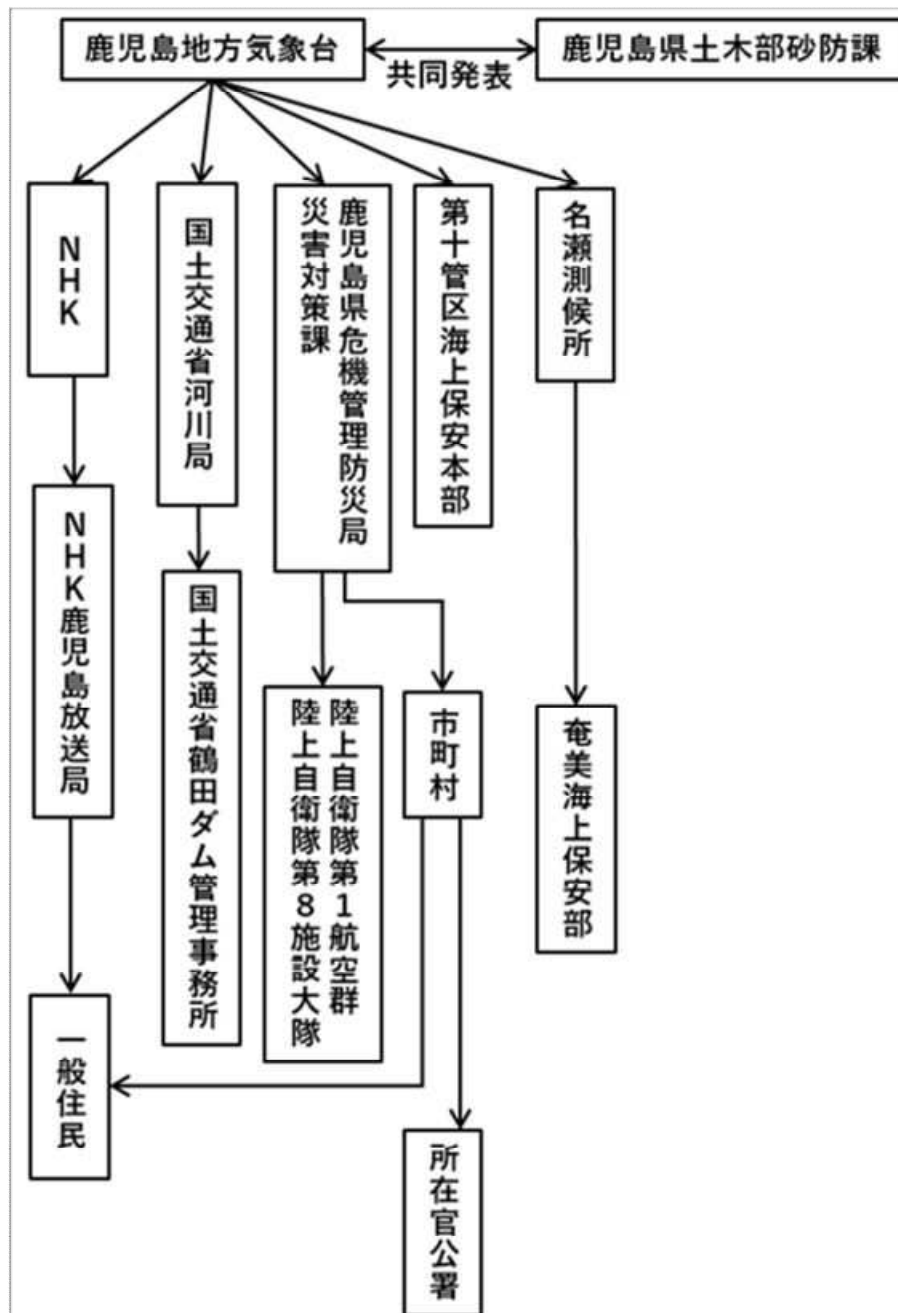 鹿児島地方気象台
共同発表
鹿児島県土木部砂防課
NHK
国土交通省河川局
鹿児島県危機管理防災局
災害対策課
第十管区海上保安本部
名瀬測候所
NHK鹿児島放送局
国土交通省鶴田ダム管理事務所
陸上自衛隊第1航空群
陸上自衛隊第8施設大隊
市町村
奄美海上保安部
一般住民
所在官公署